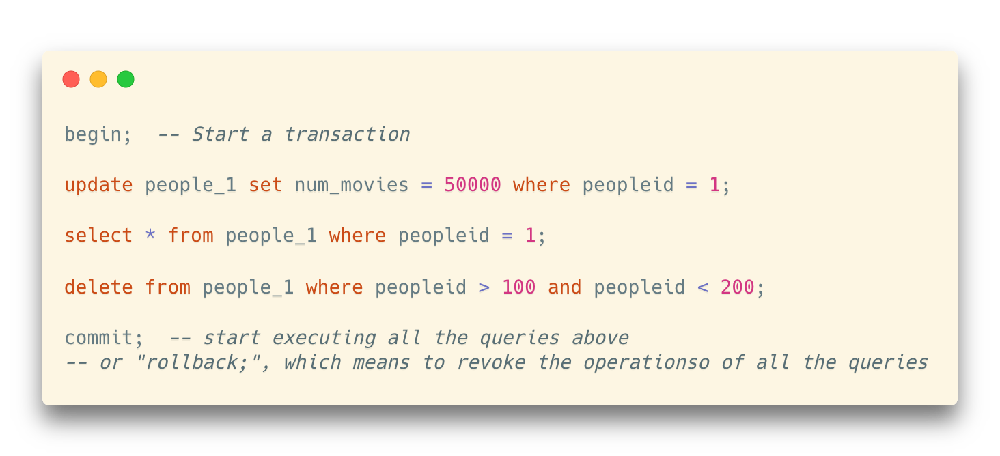 begin;  -- Start a transaction
update people_1 set num_movies = 50000 where peopleid = 1;
select * from people_1 where peopleid = 1;
delete from people_1 where peopleid > 100 and peopleid < 200;
commit;  -- start executing all the queries above
-- or "rollback;", which means to revoke the operationso of all the queries